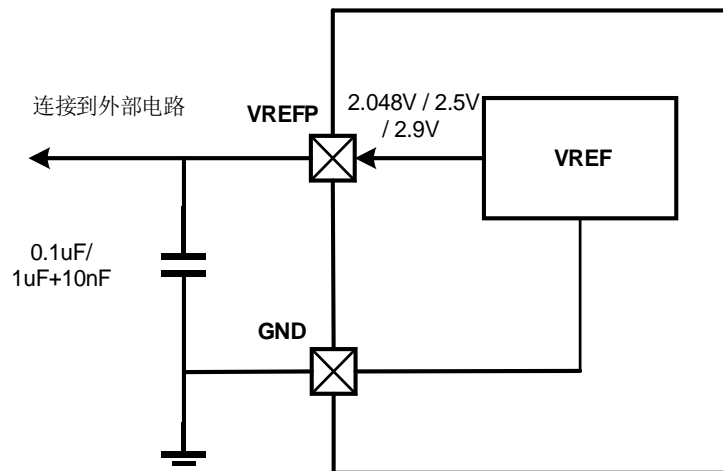 连接到外部电路
VREFP
2.048V / 2.5V
/ 2.9V
VREF
0.1uF/
1uF+10nF
GND